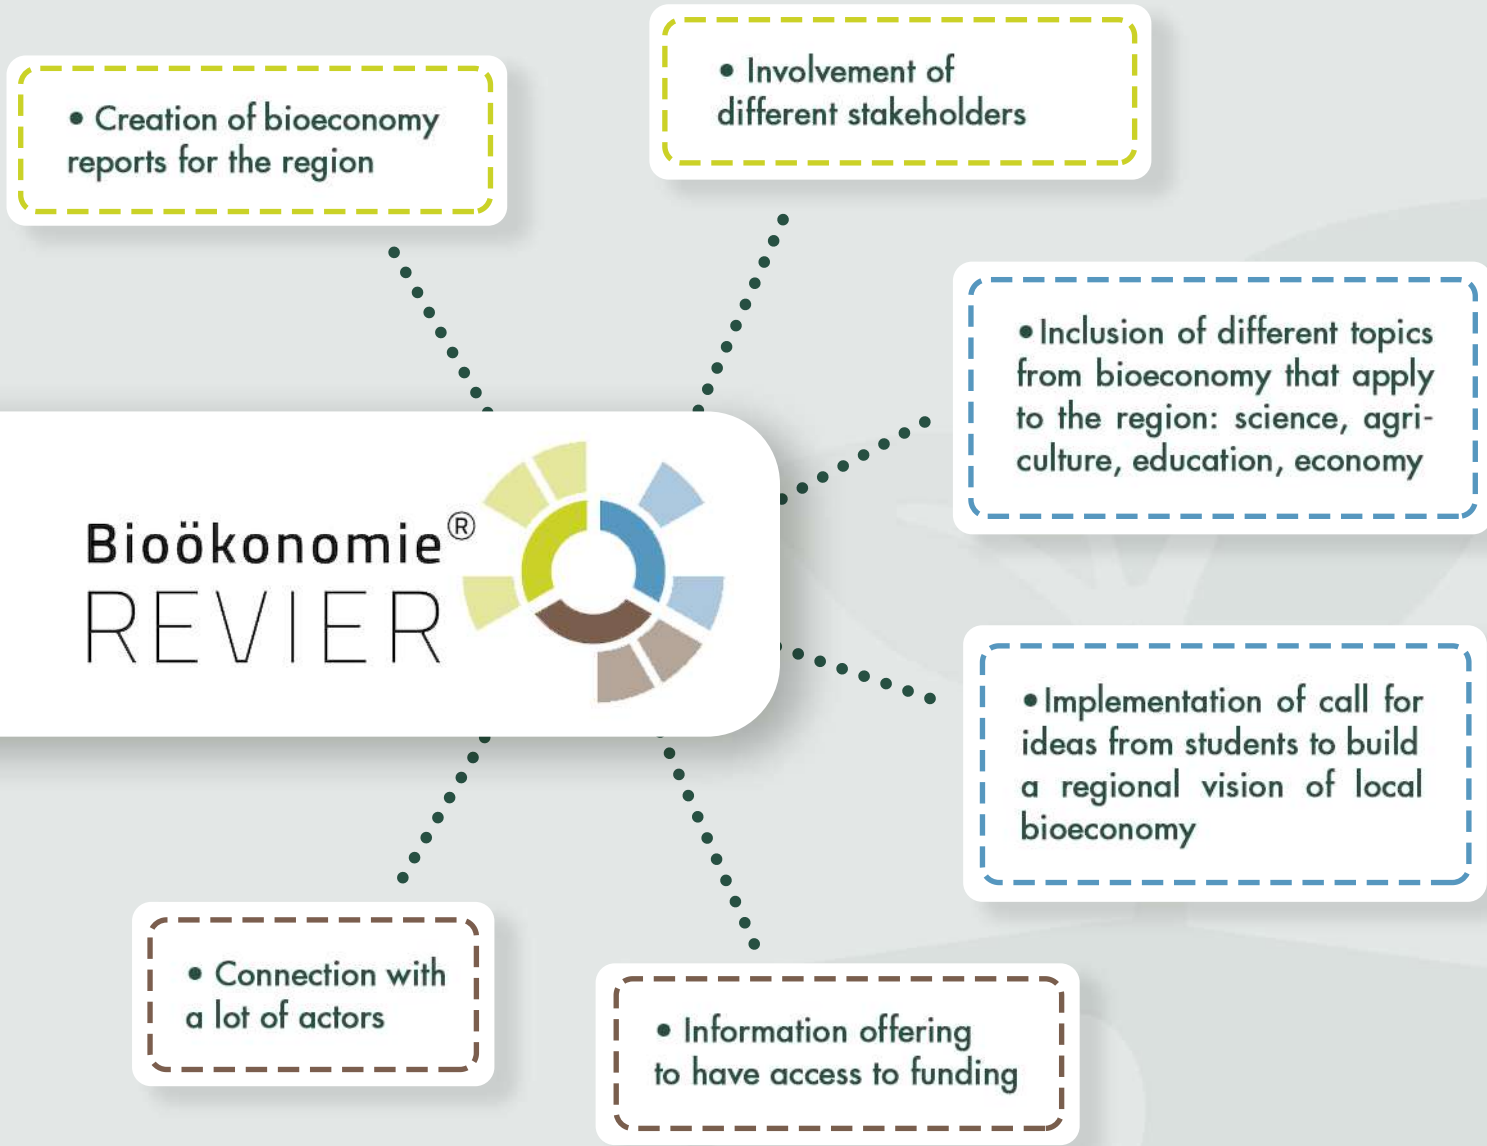 • Creation of bioeconomy
reports for the region
• Involvement of
different stakeholders
• Inclusion of different topics
from bioeconomy that apply
to the region: science, agri-
culture, education, economy
Bioökonomie®
REVIER
• Implementation of call for
ideas from students to build
a regional vision of local
bioeconomy
• Connection with
a lot of actors
• Information offering
to have access to funding